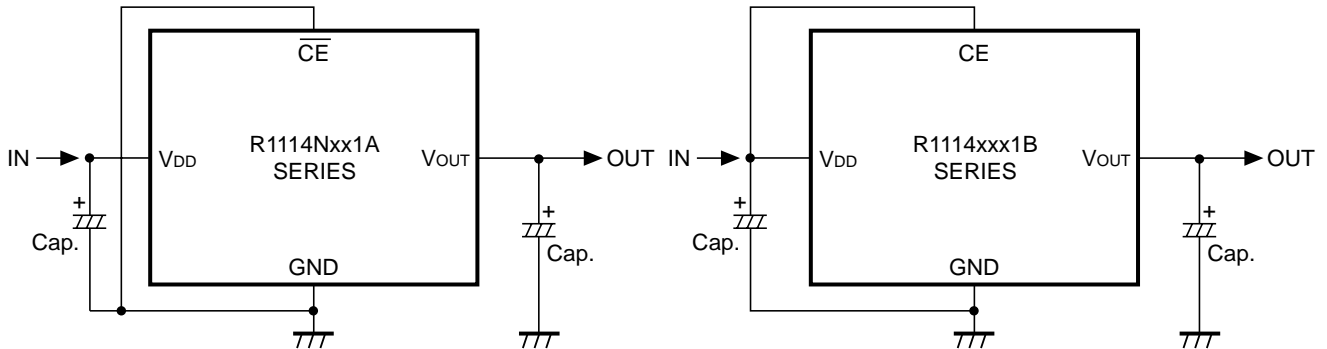 CE
R1114Nxx1A
SERIES
IN
VDD
VOUT
OUT
+
Cap.
+
Cap.
GND
CE
R1114xxx1B
SERIES
IN
VDD
VOUT
OUT
+
Cap.
+
Cap.
GND